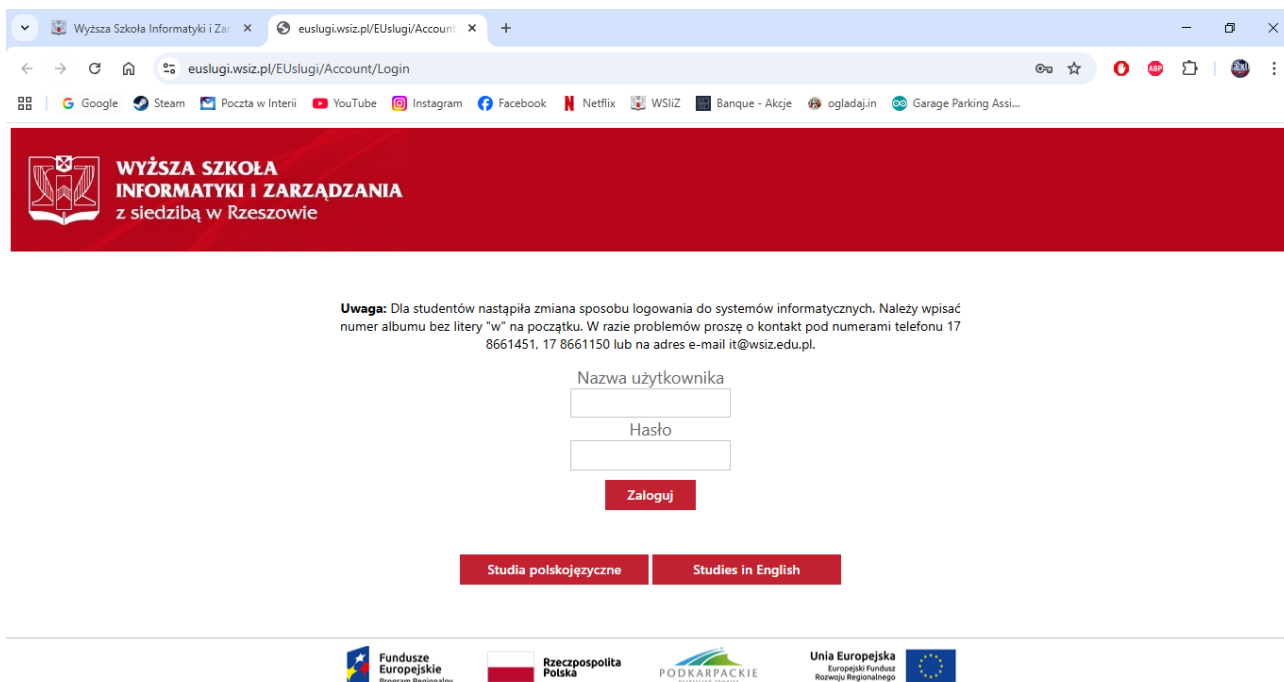 Wyższa Szkoła Informatyki i Zar
euslugi.wsiz.pl/EUslugi/Account
euslugi.wsiz.pl/EUslugi/Account/Login
ABP
Google Steam Poczta w Interii YouTube Instagram Facebook Netflix WSIiZ Banque - Akcje ogladaj.in Garage Parking Assi...
WYŻSZA SZKOŁA
INFORMATYKI I ZARZĄDZANIA
z siedzibą w Rzeszowie
Uwaga: Dla studentów nastąpiła zmiana sposobu logowania do systemów informatycznych. Należy wpisać
numer albumu bez litery "w" na początku. W razie problemów proszę o kontakt pod numerami telefonu 17
8661451, 17 8661150 lub na adres e-mail it@wsiz.edu.pl.
Nazwa użytkownika
Hasło
Zaloguj
Studia polskojęzyczne
Studies in English
Fundusze
Europejskie
Program Regionalny
Rzeczpospolita
Polska
PODKARPACKIE
Unia Europejska
Europejski Fundusz
Rozwoju Regionalnego